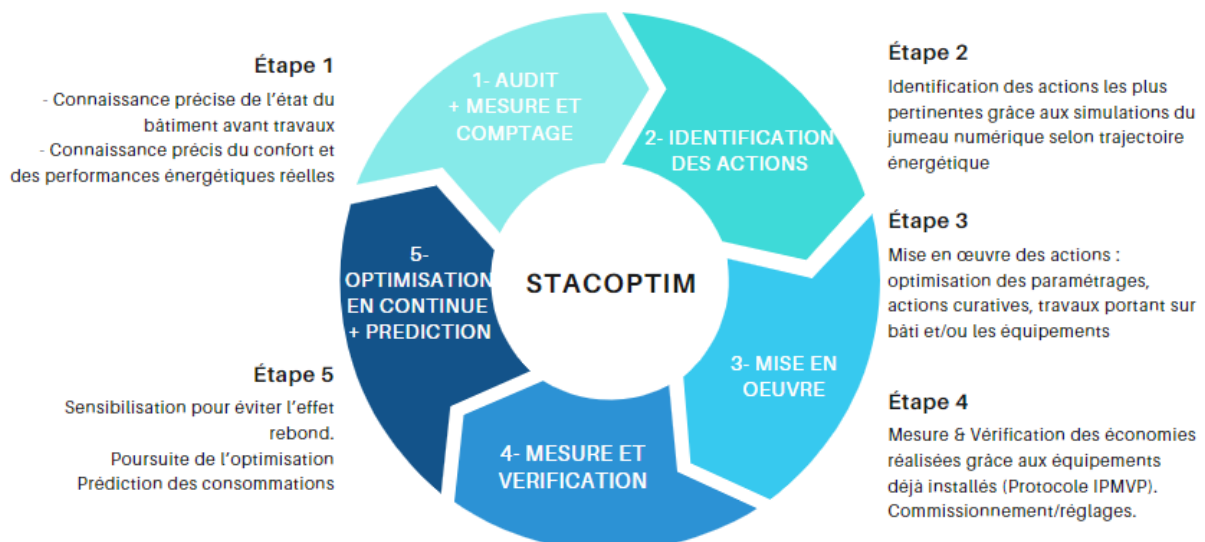 Étape 1
- Connaissance précise de l'état du
bâtiment avant travaux
- Connaissance précis du confort et
des performances énergétiques réelles
1- AUDIT
+ MESURE ET
COMPTAGE
2- IDENTIFICATION
DES ACTIONS
Étape 2
Identification des actions les plus
pertinentes grâce aux simulations du
jumeau numérique selon trajectoire
énergétique
Étape 3
Mise en œuvre des actions :
optimisation des paramétrages,
actions curatives, travaux portant sur
bâti et/ou les équipements
5-
OPTIMISATION
EN CONTINUE
+ PREDICTION
STACOPTIM
3- MISE EN
OEUVRE
Étape 5
Sensibilisation pour éviter l'effet
rebond.
Poursuite de l'optimisation
Prédiction des consommations
4- MESURE ET
VERIFICATION
Étape 4
Mesure & Vérification des économies
réalisées grâce aux équipements
déjà installés (Protocole IPMVP).
Commissionnement/réglages.